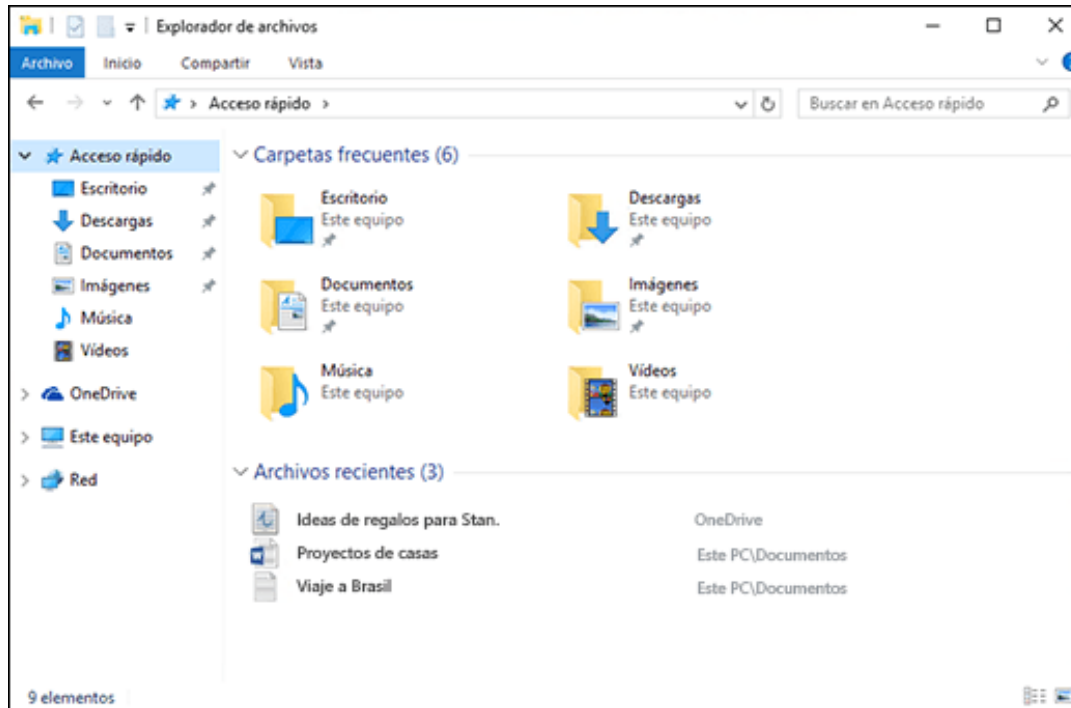 Explorador de archivos
Archivo Inicio Compartir Vista
Acceso rápido
Buscar en Acceso rápido
Acceso rápido
Escritorio
Descargas
Documentos
Imágenes
Música
Vídeos
OneDrive
Este equipo
Red
Carpetas frecuentes (6)
Escritorio
Este equipo
Descargas
Este equipo
Documentos
Este equipo
Imágenes
Este equipo
Música
Este equipo
Vídeos
Este equipo
Archivos recientes (3)
Ideas de regalos para Stan. OneDrive
Proyectos de casas Este PC\Documentos
Viaje a Brasil Este PC\Documentos
9 elementos